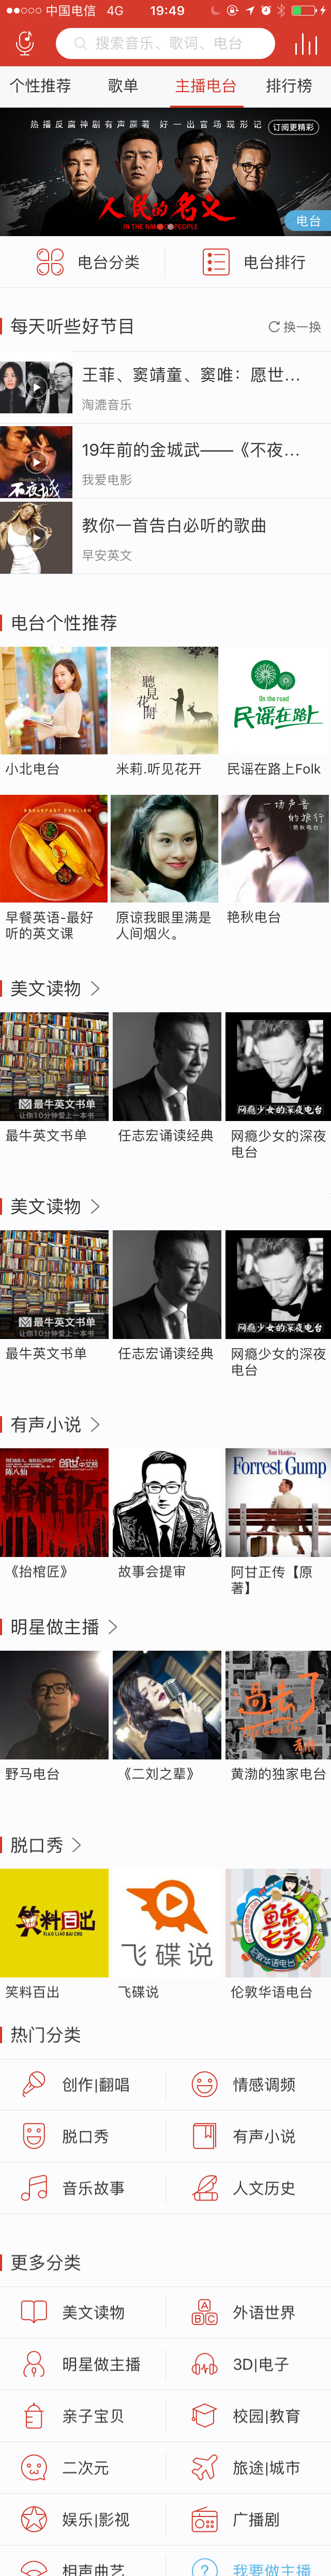 中国电信 4G 19:49
搜索音乐、歌词、电台
个性推荐 歌单 主播电台 排行榜
热播反腐神剧有声原著 好一出官场现形记 订阅更精彩
人民的名义
IN THE NAME OF PEOPLE
电台
电台分类 电台排行
每天听些好节目 换一换
王菲、窦靖童、窦唯：愿世...
淘漉音乐
19年前的金城武——《不夜...
我爱电影
不夜城
教你一首告白必听的歌曲
早安英文
电台个性推荐
聽見花開
On the road
民谣在路上
小北电台 米莉.听见花开 民谣在路上Folk
BREAKFAST ENGLISH
一场声音的旅行
（艳秋电台）
早餐英语-最好听的英文课 原谅我眼里满是人间烟火。 艳秋电台
美文读物
最牛英文书单
让你10分钟爱上一本书
网瘾少女的深夜电台
最牛英文书单 任志宏诵读经典 网瘾少女的深夜电台
美文读物
最牛英文书单
让你10分钟爱上一本书
网瘾少女的深夜电台
最牛英文书单 任志宏诵读经典 网瘾少女的深夜电台
有声小说
陈八仙
创世中文网
Tom Hanks
Forrest Gump
《抬棺匠》 故事会提审 阿甘正传【原著】
明星做主播
过去了
野马电台 《二刘之辈》 黄渤的独家电台
脱口秀
笑料百出
XIAO LIAO BAI CHU
飞碟说
伦敦华语电台
笑料百出 飞碟说 伦敦华语电台
热门分类
创作|翻唱 情感调频
脱口秀 有声小说
音乐故事 人文历史
更多分类
美文读物 外语世界
明星做主播 3D|电子
亲子宝贝 校园|教育
二次元 旅途|城市
娱乐|影视 广播剧
相声曲艺 我要做主播